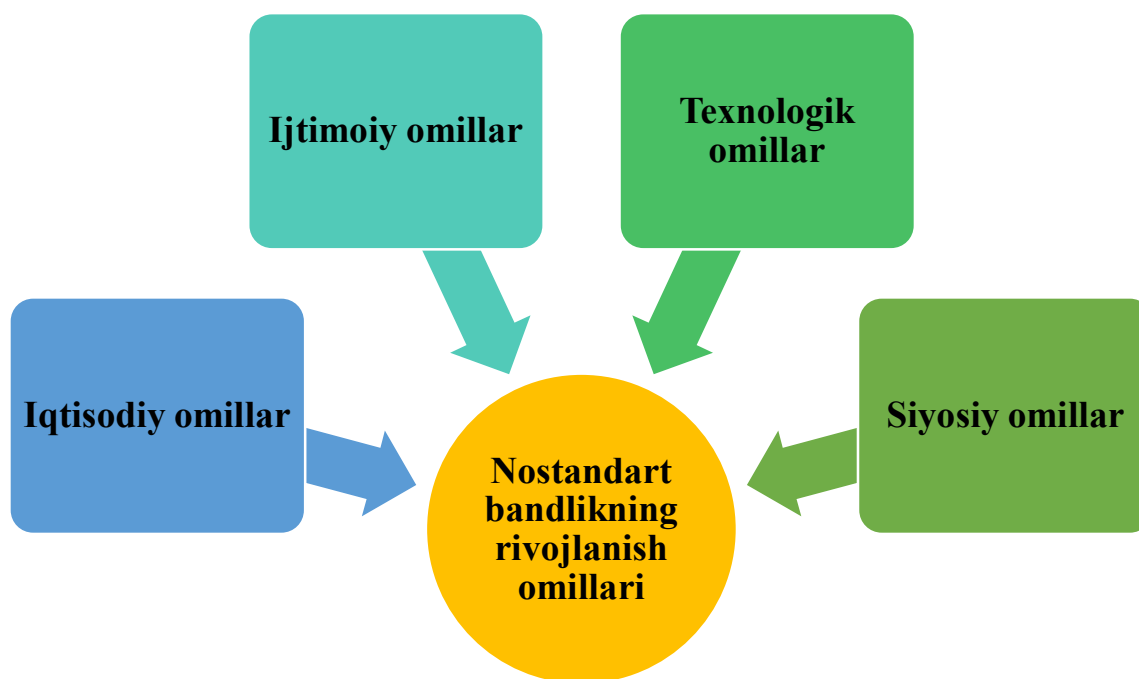 Ijtimoiy omillar
Texnologik
omillar
Iqtisodiy omillar
Siyosiy omillar
Nostandart
bandlikning
rivojlanish
omillari